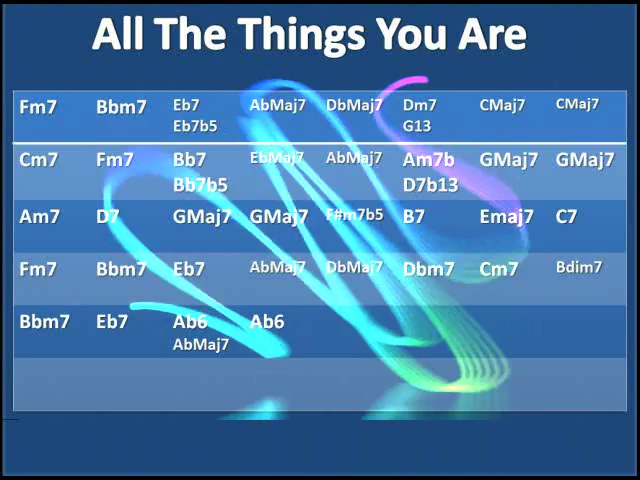 All The Things You Are
Fm7 Bbm7 Eb7 AbMaj7 DbMaj7 Dm7 CMaj7 CMaj7
Eb7b5 G13
Cm7 Fm7 Bb7 EbMaj7 AbMaj7 Am7b GMaj7 GMaj7
Bb7b5 D7b13
Am7 D7 GMaj7 GMaj7 F#m7b5 B7 Emaj7 C7
Fm7 Bbm7 Eb7 AbMaj7 DbMaj7 Dbm7 Cm7 Bdim7
Bbm7 Eb7 Ab6 Ab6
AbMaj7